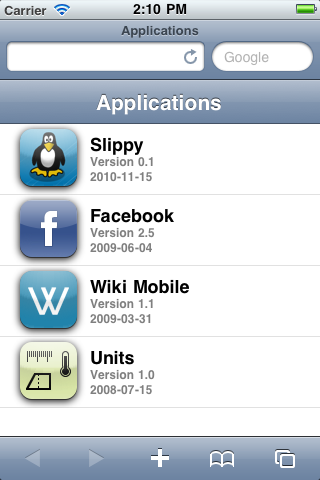 Carrier 2:10 PM
Applications
Google
Applications
Slippy
Version 0.1
2010-11-15
f
Facebook
Version 2.5
2009-06-04
W
Wiki Mobile
Version 1.1
2009-03-31
Units
Version 1.0
2008-07-15